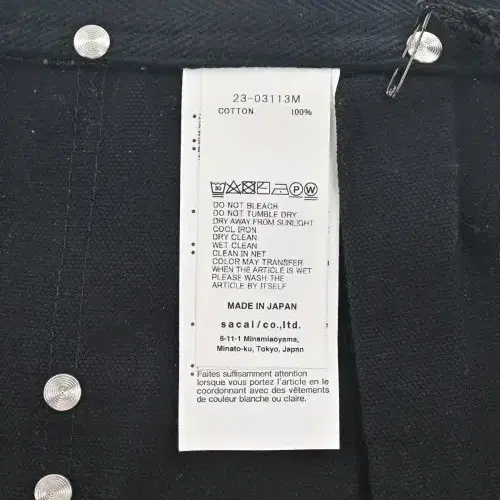 23-03113M
COTTON 100%
DO NOT BLEACH
DO NOT TUMBLE DRY
DRY AWAY FROM SUNLIGHT
COOL IRON
DRY CLEAN
WET CLEAN
CLEAN IN NET
COLOR MAY TRANSFER
WHEN THE ARTICLE IS WET
PLEASE WASH THE
ARTICLE BY ITSELF
MADE IN JAPAN
sacai/co.,ltd.
6-11-1 Minamiaoyama,
Minato-ku, Tokyo, Japan
Faites suffisamment attention
lorsque vous portez l'article en le
coordonnant avec des vêtements
de couleur blanche ou claire.